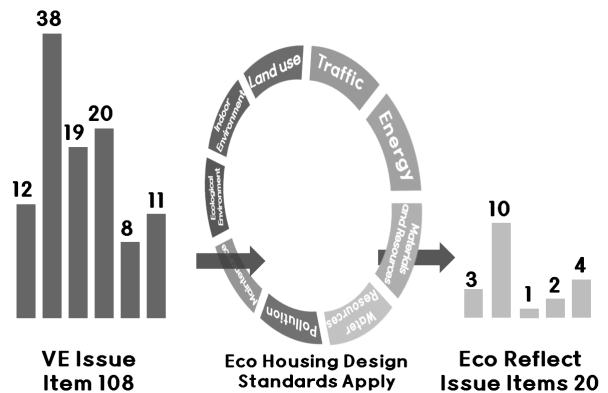 38
20
19
12
11
8
Land use
Traffic
Energy
Materials
and Resources
Water
Resources
Pollution
Ecological
Environment
Indoor
Environment
10
4
3
2
1
VE Issue
Item 108
Eco Housing Design
Standards Apply
Eco Reflect
Issue Items 20